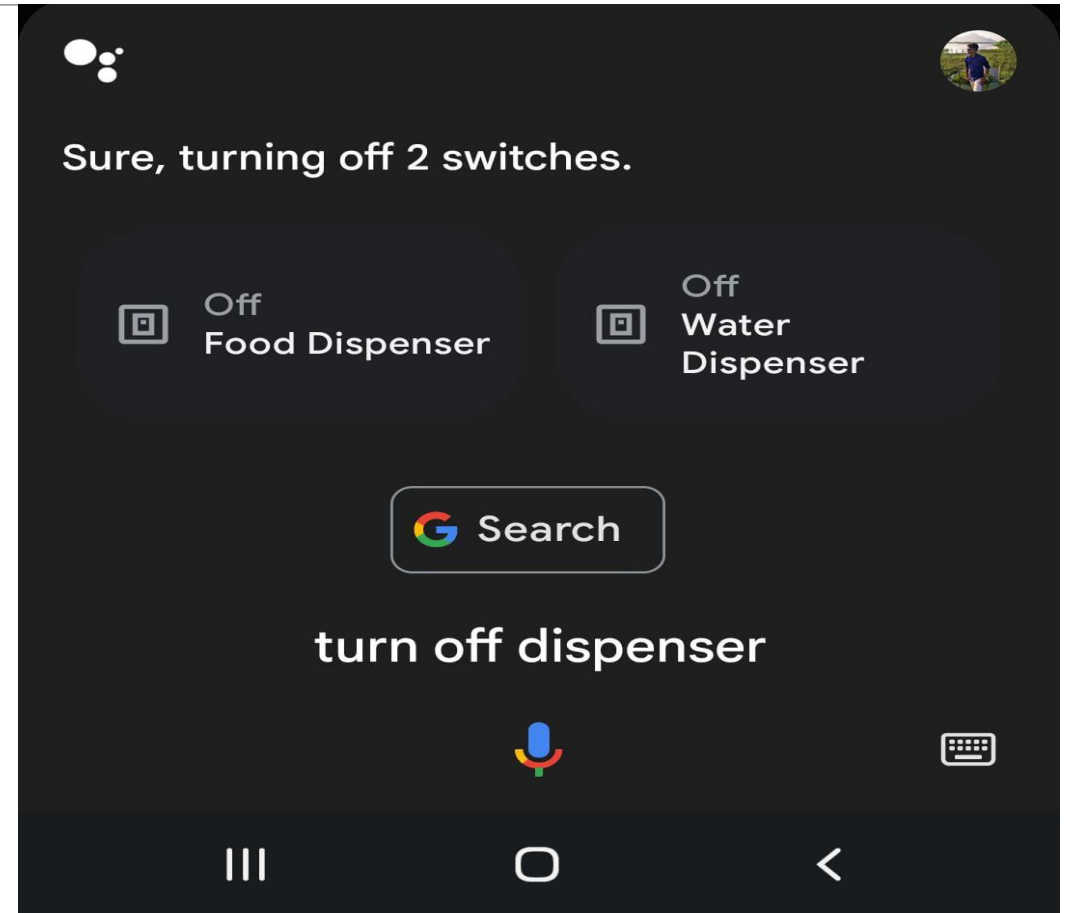 Sure, turning off 2 switches.
Off
Food Dispenser
Off
Water
Dispenser
Search
turn off dispenser